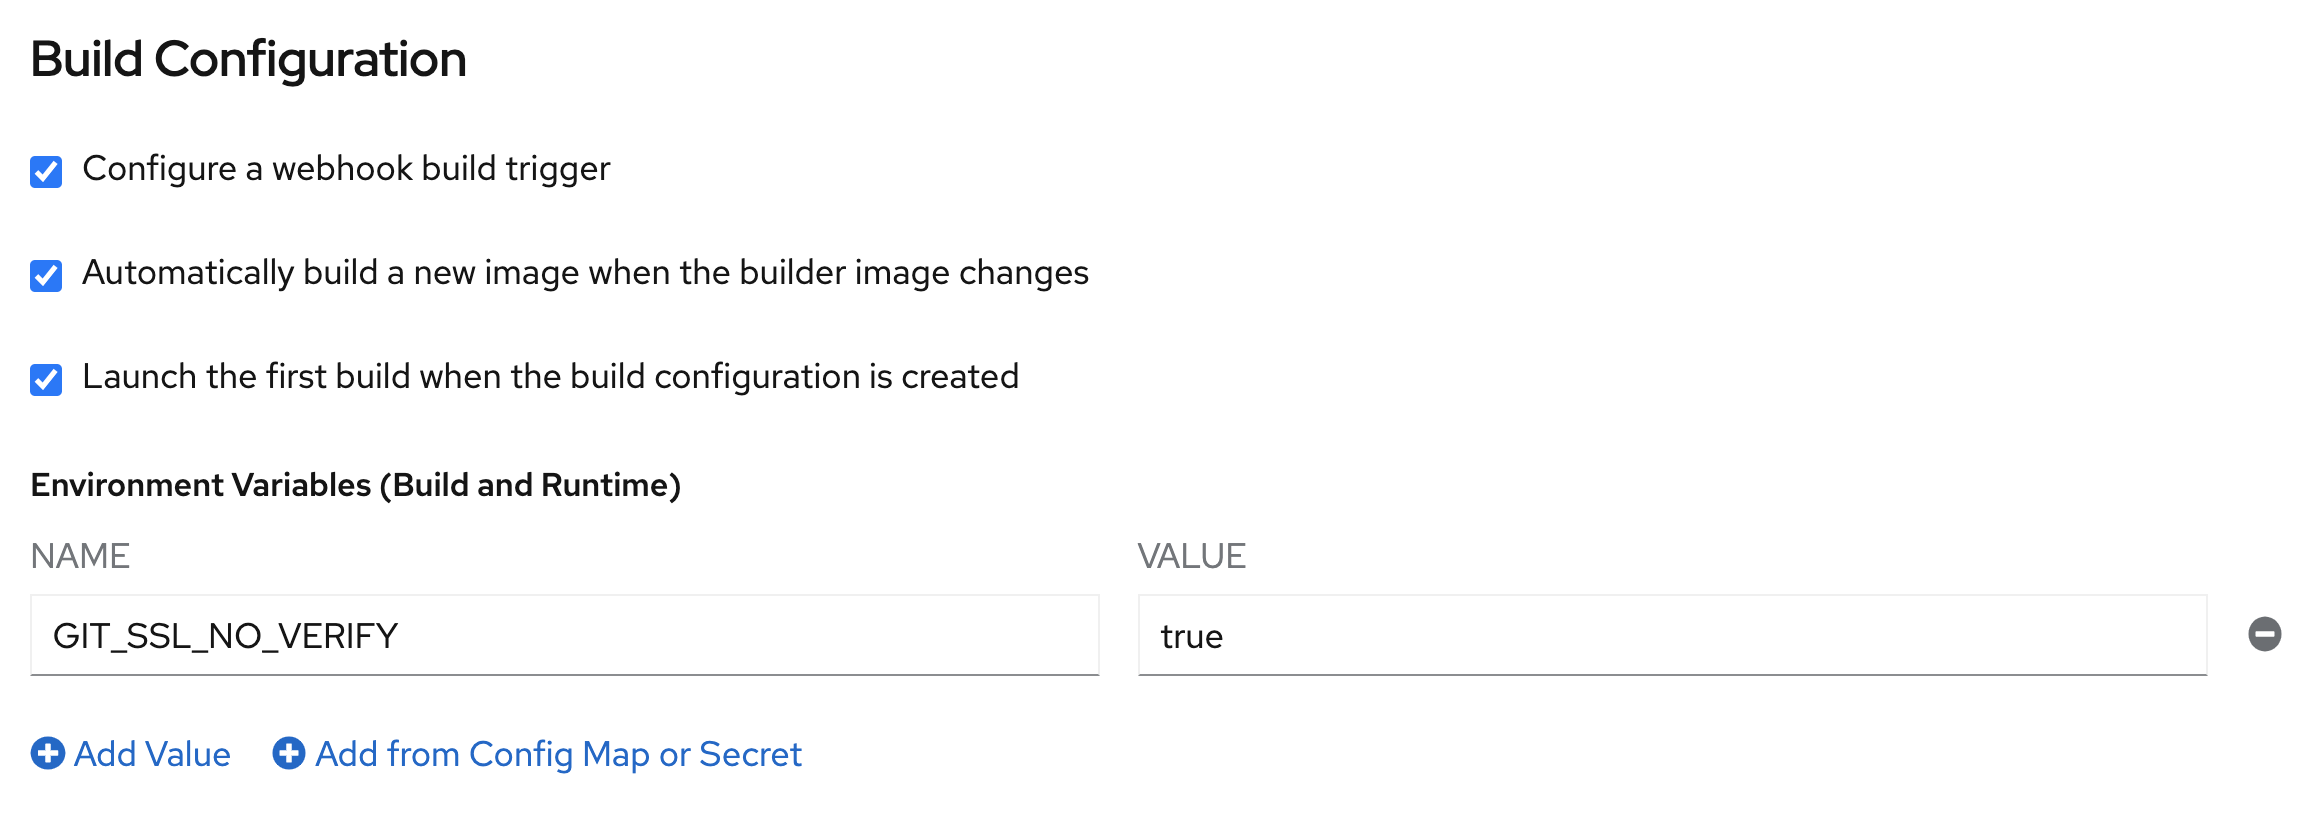 Build Configuration
Configure a webhook build trigger
Automatically build a new image when the builder image changes
Launch the first build when the build configuration is created
Environment Variables (Build and Runtime)
NAME VALUE
GIT_SSL_NO_VERIFY true
Add Value Add from Config Map or Secret